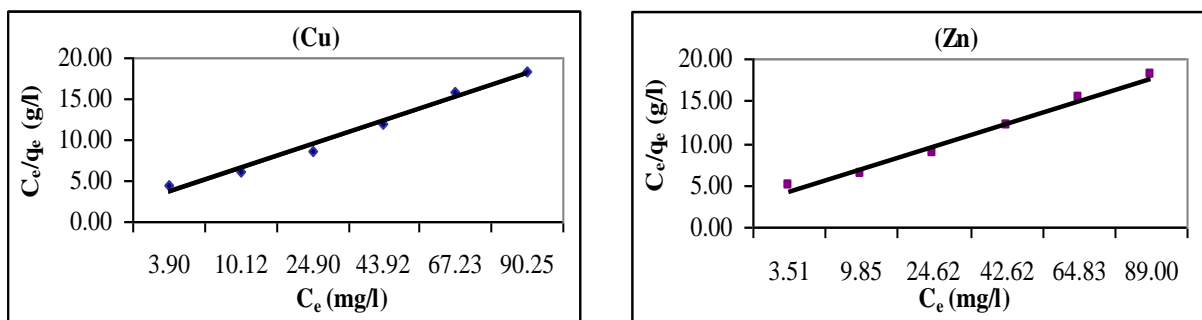 (Cu)
20.00
15.00
10.00
5.00
0.00
Cₑ/qₑ (g/l)
3.90 10.12 24.90 43.92 67.23 90.25
Cₑ (mg/l)
(Zn)
20.00
15.00
10.00
5.00
0.00
Cₑ/qₑ (g/l)
3.51 9.85 24.62 42.62 64.83 89.00
Cₑ (mg/l)